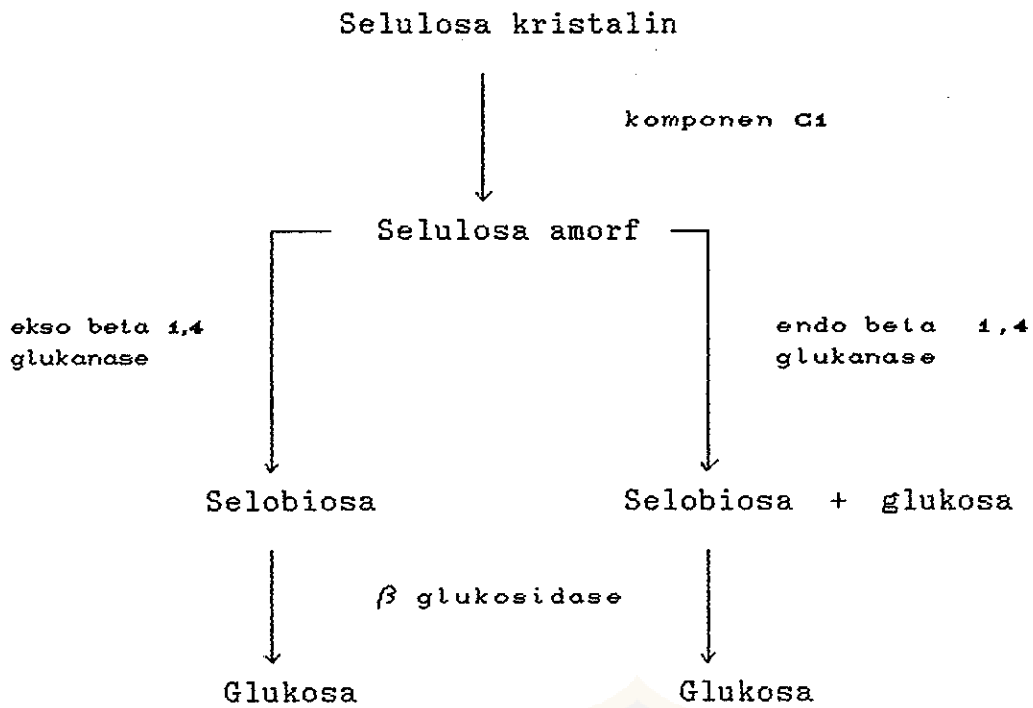 Selulosa kristalin
komponen C1
Selulosa amorf
ekso beta 1,4
glukanase
endo beta 1,4
glukanase
Selobiosa
Selobiosa + glukosa
β glukosidase
Glukosa
Glukosa